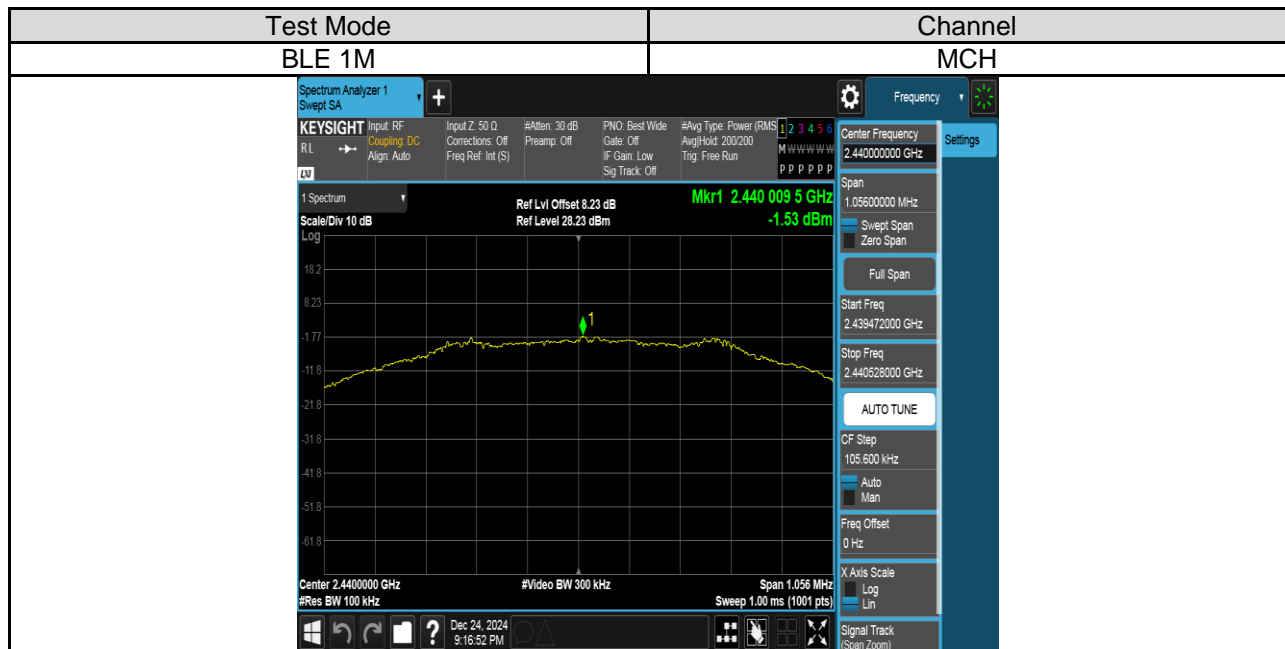 Test Mode Channel
BLE 1M MCH
Spectrum Analyzer 1
Swept SA
+
Frequency
KEYSIGHT
RL
LXI
Input: RF
Coupling: DC
Align: Auto
Input Z: 50 Ω
Corrections: Off
Freq Ref: Int (S)
#Atten: 30 dB
Preamp: Off
PNO: Best Wide
Gate: Off
IF Gain: Low
Sig Track: Off
#Avg Type: Power (RMS
Avg|Hold: 200/200
Trig: Free Run
1 2 3 4 5 6
M W W W W W
P P P P P P
1 Spectrum
Scale/Div 10 dB
Log
Ref Lvl Offset 8.23 dB
Ref Level 28.23 dBm
Mkr1 2.440 009 5 GHz
-1.53 dBm
18.2
8.23
-1.77
-11.8
-21.8
-31.8
-41.8
-51.8
-61.8
1
Center 2.4400000 GHz
#Res BW 100 kHz
#Video BW 300 kHz
Span 1.056 MHz
Sweep 1.00 ms (1001 pts)
?
Dec 24, 2024
9:16:52 PM
Center Frequency
2.440000000 GHz
Span
1.05600000 MHz
Swept Span
Zero Span
Full Span
Start Freq
2.439472000 GHz
Stop Freq
2.440528000 GHz
AUTO TUNE
CF Step
105.600 kHz
Auto
Man
Freq Offset
0 Hz
X Axis Scale
Log
Lin
Signal Track
(Span Zoom)
Settings